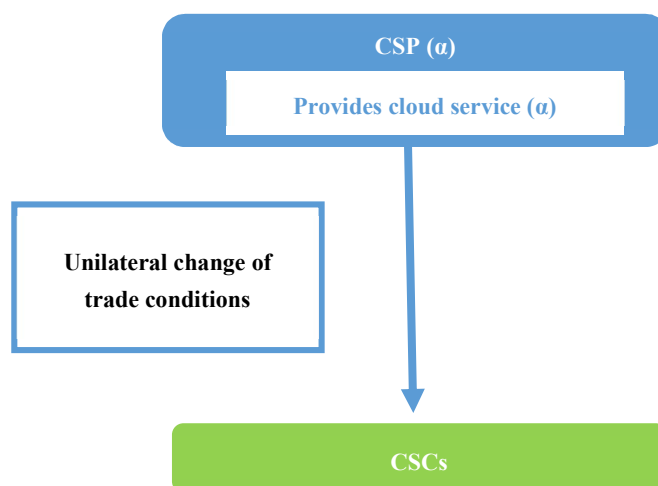 CSP (α)
Provides cloud service (α)
Unilateral change of
trade conditions
CSCs